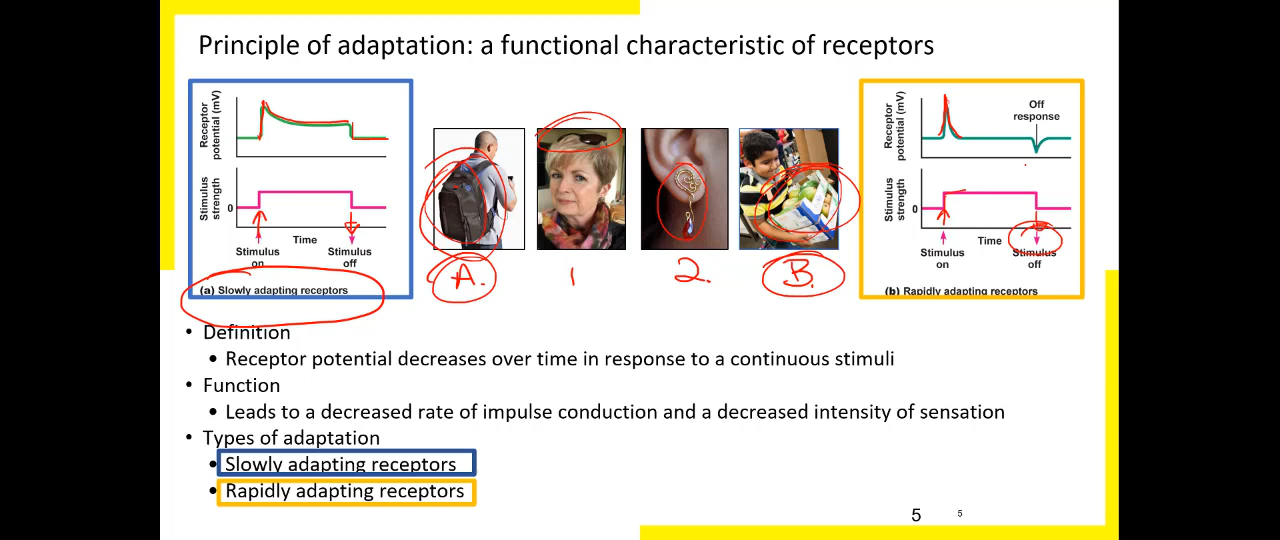 Principle of adaptation: a functional characteristic of receptors
Receptor
potential (mV)
Stimulus
strength
0
Time
Stimulus
on
Stimulus
off
(a) Slowly adapting receptors
A.
1
2.
B.
Receptor
potential (mV)
Off
response
Stimulus
strength
0
Time
Stimulus
on
Stimulus
off
(b) Rapidly adapting receptors
• Definition
• Receptor potential decreases over time in response to a continuous stimuli
• Function
• Leads to a decreased rate of impulse conduction and a decreased intensity of sensation
• Types of adaptation
• Slowly adapting receptors
• Rapidly adapting receptors
5
5